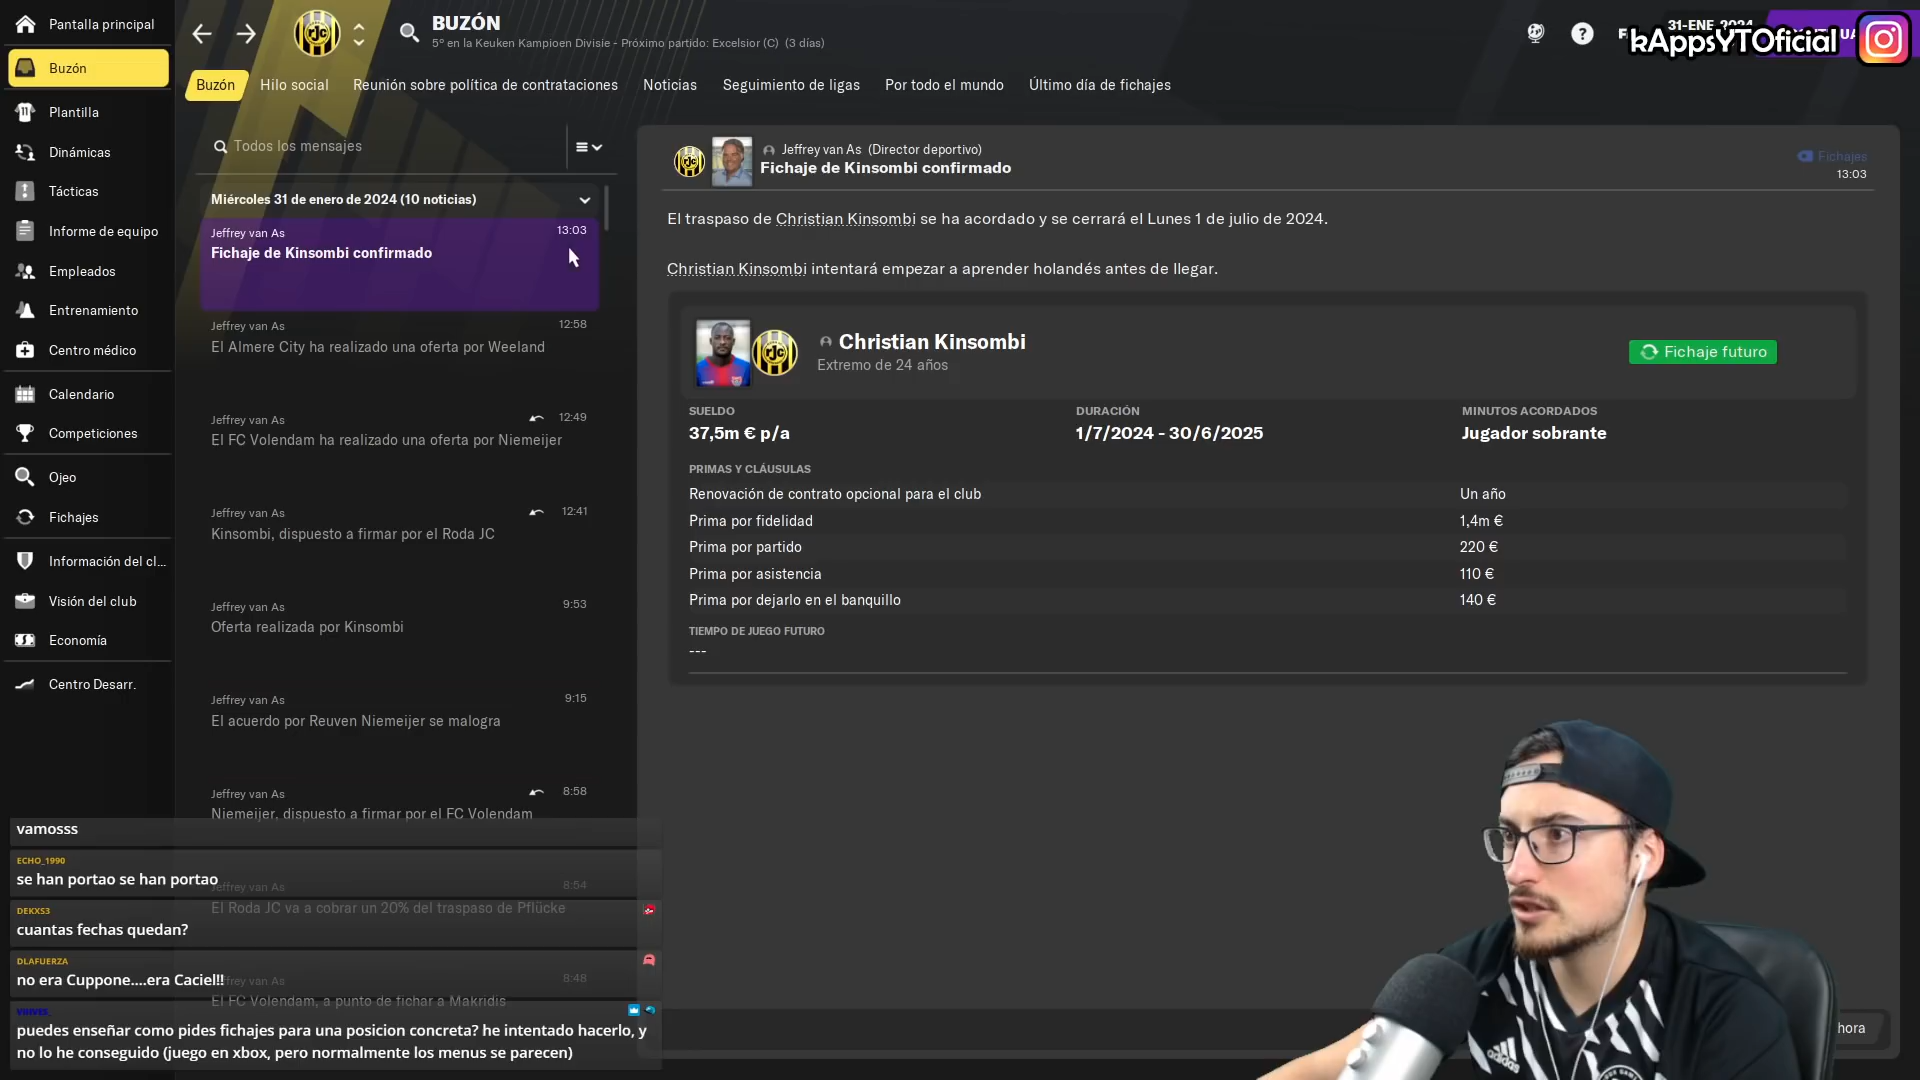 Pantalla principal
Buzón
Plantilla
Dinámicas
Tácticas
Informe de equipo
Empleados
Entrenamiento
Centro médico
Calendario
Competiciones
Ojeo
Fichajes
Información del cl...
Visión del club
Economía
Centro Desarr.
rjc
BUZÓN
5º en la Keuken Kampioen Divisie - Próximo partido: Excelsior (C) (3 días)
31-ENE. 2024
kAppsYTOficial
Buzón
Hilo social
Reunión sobre política de contrataciones
Noticias
Seguimiento de ligas
Por todo el mundo
Último día de fichajes
Todos los mensajes
Miércoles 31 de enero de 2024 (10 noticias)
Jeffrey van As 13:03
Fichaje de Kinsombi confirmado
Jeffrey van As 12:58
El Almere City ha realizado una oferta por Weeland
Jeffrey van As 12:49
El FC Volendam ha realizado una oferta por Niemeijer
Jeffrey van As 12:41
Kinsombi, dispuesto a firmar por el Roda JC
Jeffrey van As 9:53
Oferta realizada por Kinsombi
Jeffrey van As 9:15
El acuerdo por Reuven Niemeijer se malogra
Jeffrey van As 8:58
Niemeijer, dispuesto a firmar por el FC Volendam
Jeffrey van As 8:54
El Roda JC va a cobrar un 20% del traspaso de Pflücke
Jeffrey van As 8:48
El FC Volendam, a punto de fichar a Makridis
vamosss
ECHO_1990
se han portao se han portao
DEKXS3
cuantas fechas quedan?
DLAFUERZA
no era Cuppone....era Caciel!!
puedes enseñar como pides fichajes para una posicion concreta? he intentado hacerlo, y
no lo he conseguido (juego en xbox, pero normalmente los menus se parecen)
Jeffrey van As (Director deportivo)
Fichaje de Kinsombi confirmado
Fichajes
13:03
El traspaso de Christian Kinsombi se ha acordado y se cerrará el Lunes 1 de julio de 2024.
Christian Kinsombi intentará empezar a aprender holandés antes de llegar.
rjc
Christian Kinsombi
Extremo de 24 años
Fichaje futuro
SUELDO
37,5m € p/a
DURACIÓN
1/7/2024 - 30/6/2025
MINUTOS ACORDADOS
Jugador sobrante
PRIMAS Y CLÁUSULAS
Renovación de contrato opcional para el club Un año
Prima por fidelidad 1,4m €
Prima por partido 220 €
Prima por asistencia 110 €
Prima por dejarlo en el banquillo 140 €
TIEMPO DE JUEGO FUTURO
---
hora
adidas